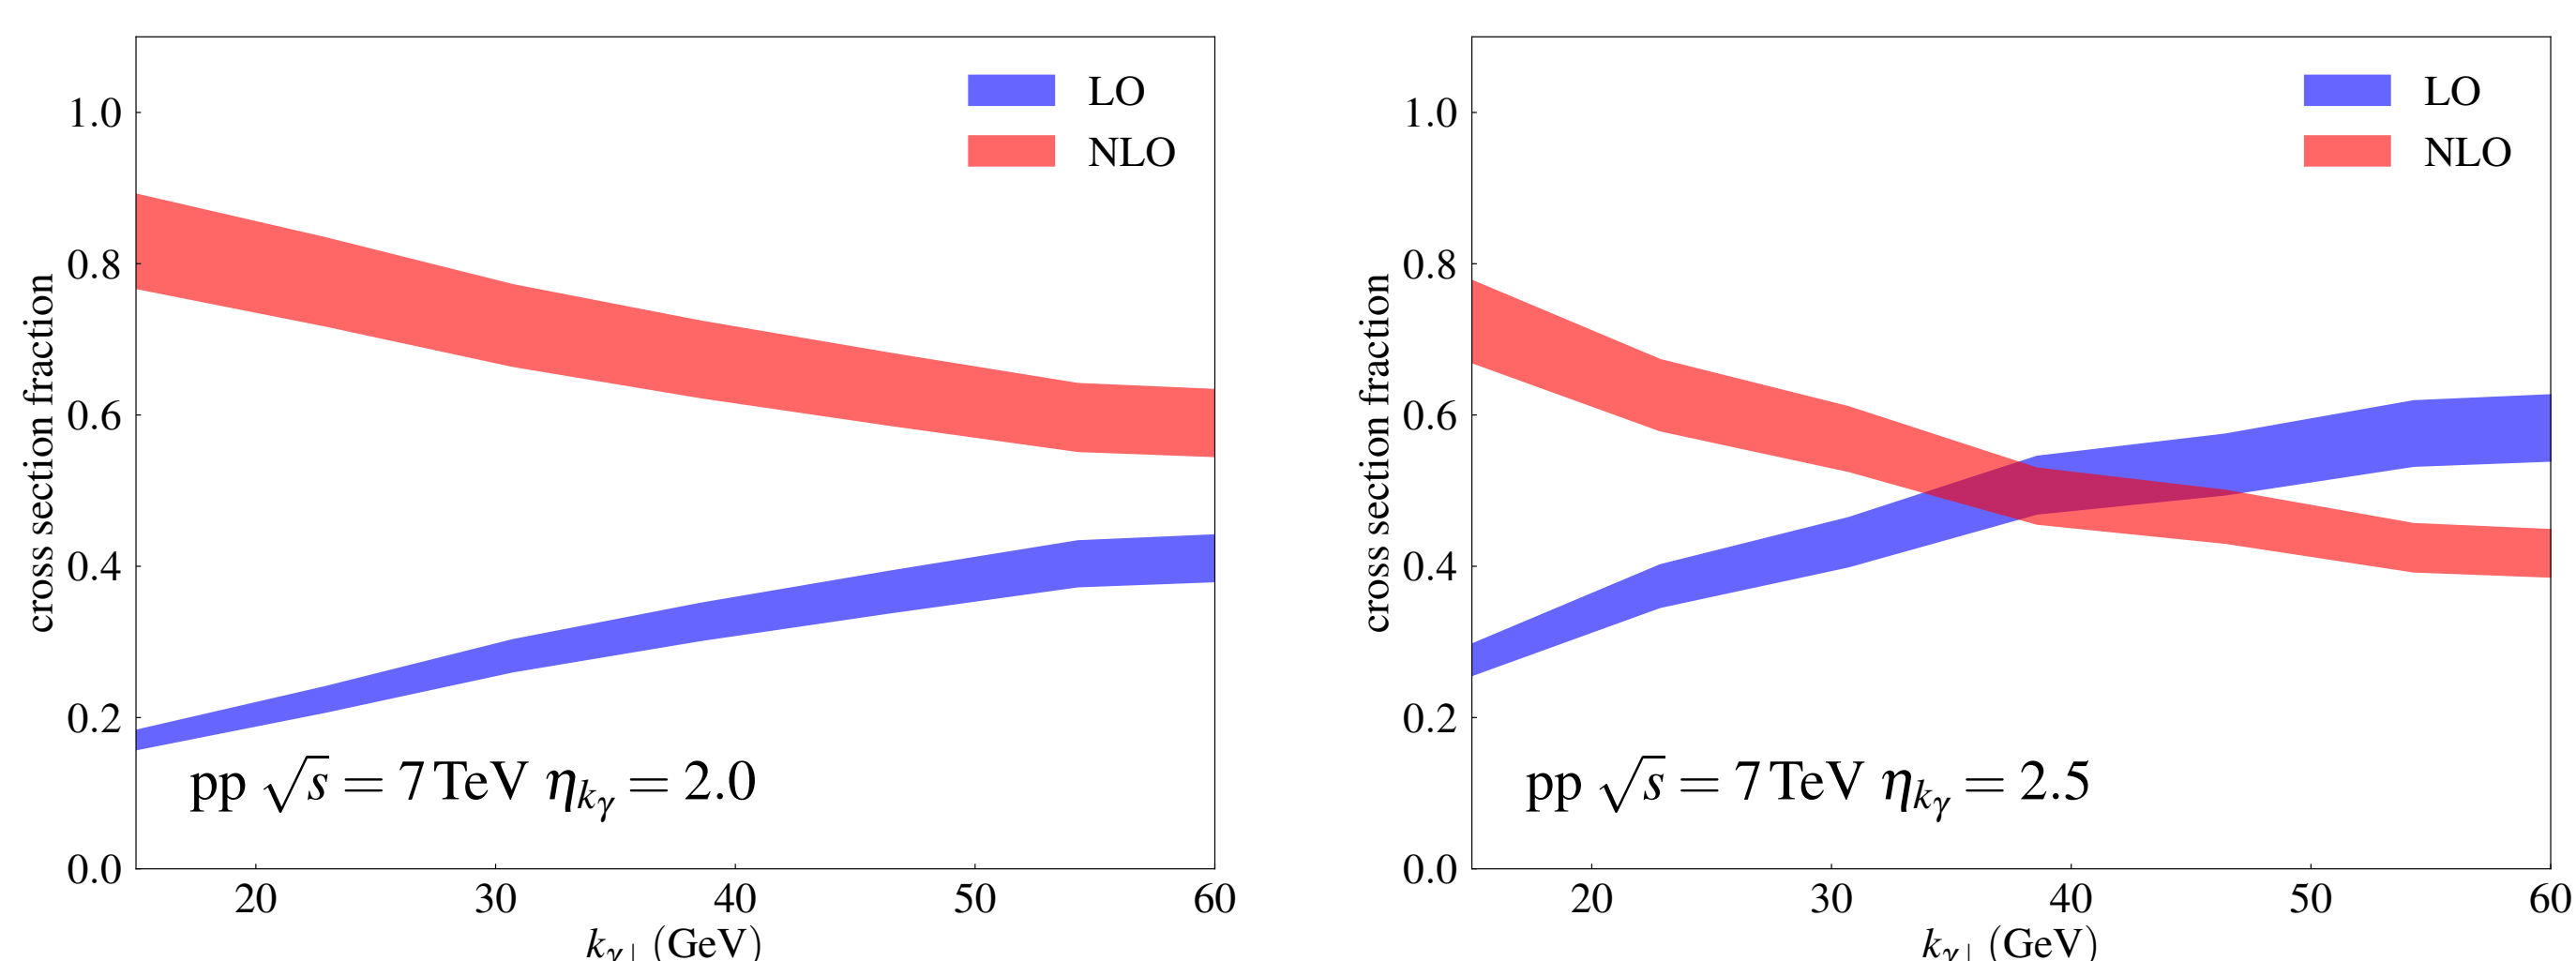 cross section fraction
1.0
0.8
0.6
0.4
0.2
0.0
LO
NLO
pp √s = 7 TeV η_{k_γ} = 2.0
20 30 40 50 60
k_{γ⊥} (GeV)
cross section fraction
1.0
0.8
0.6
0.4
0.2
0.0
LO
NLO
pp √s = 7 TeV η_{k_γ} = 2.5
20 30 40 50 60
k_{γ⊥} (GeV)